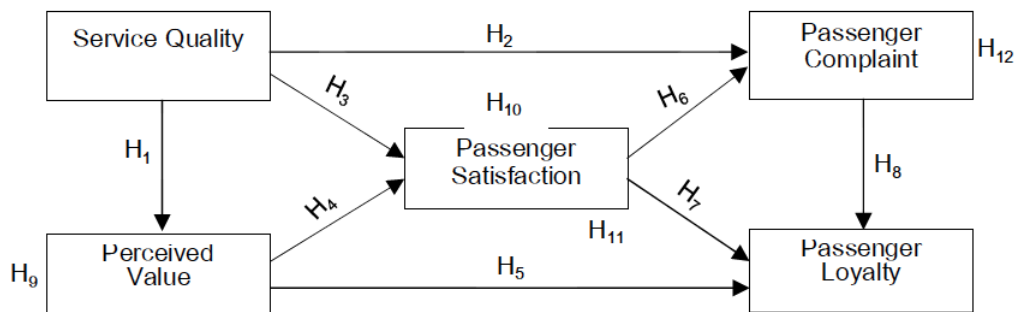 Service Quality
H2
Passenger
Complaint
H12
H3
H10
H6
H1
Passenger
Satisfaction
H8
H4
H7
H11
Perceived
Value
H9
H5
Passenger
Loyalty